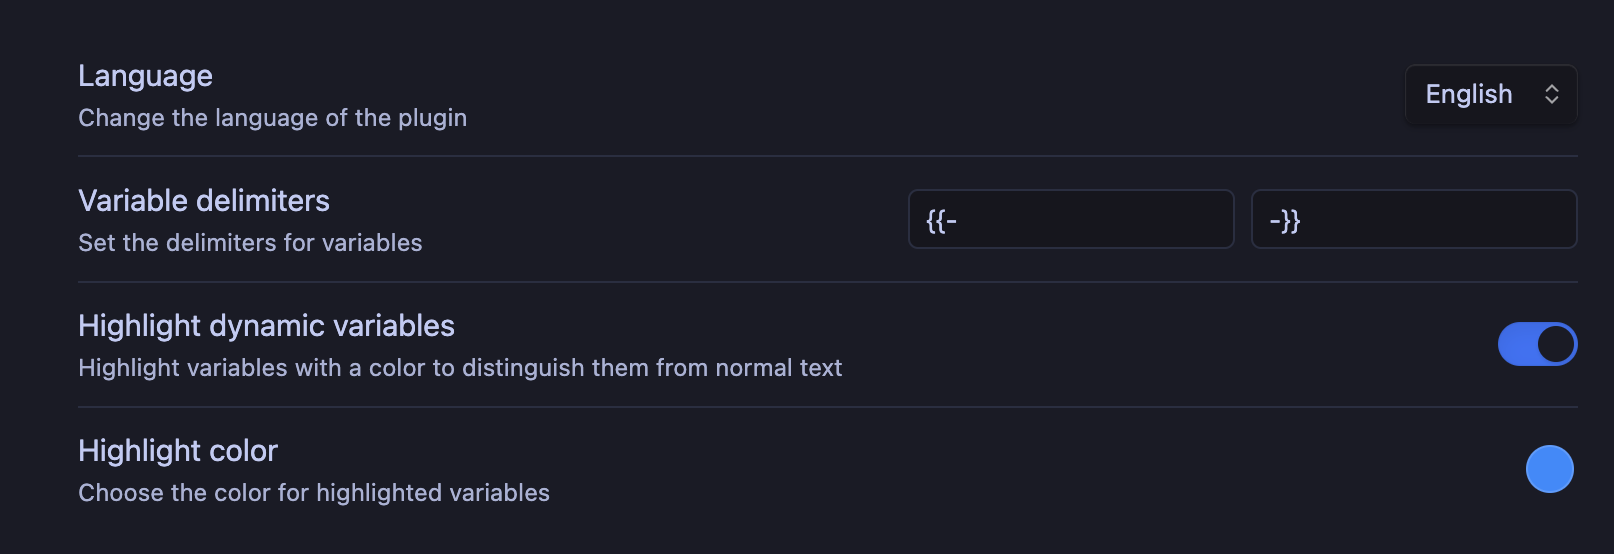 Language
Change the language of the plugin
English
Variable delimiters
Set the delimiters for variables
{{-
-}}
Highlight dynamic variables
Highlight variables with a color to distinguish them from normal text
Highlight color
Choose the color for highlighted variables